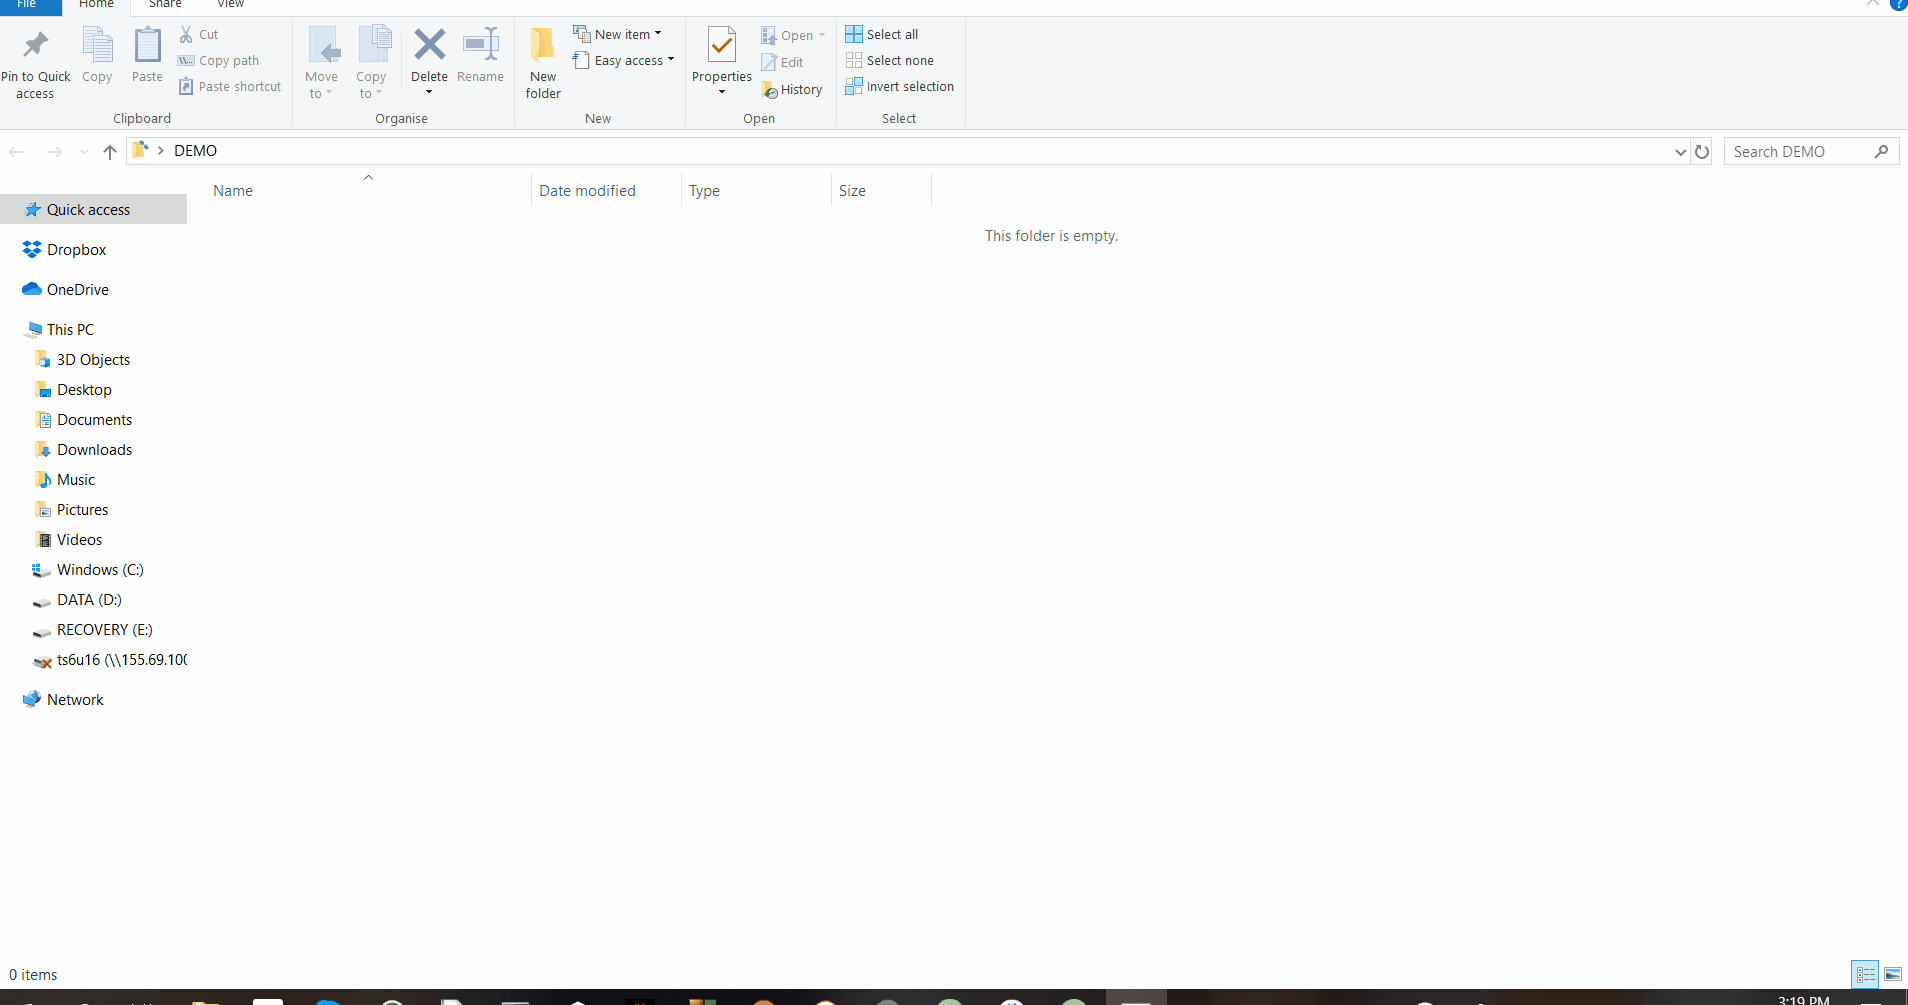 File Home Share View
Pin to Quick access
Copy
Paste
Cut
Copy path
Paste shortcut
Clipboard
Move to
Copy to
Delete
Rename
Organise
New folder
New item
Easy access
New
Properties
Open
Edit
History
Open
Select all
Select none
Invert selection
Select
DEMO
Search DEMO
Name Date modified Type Size
This folder is empty.
Quick access
Dropbox
OneDrive
This PC
3D Objects
Desktop
Documents
Downloads
Music
Pictures
Videos
Windows (C:)
DATA (D:)
RECOVERY (E:)
ts6u16 (\\155.69.100
Network
0 items
3:19 PM